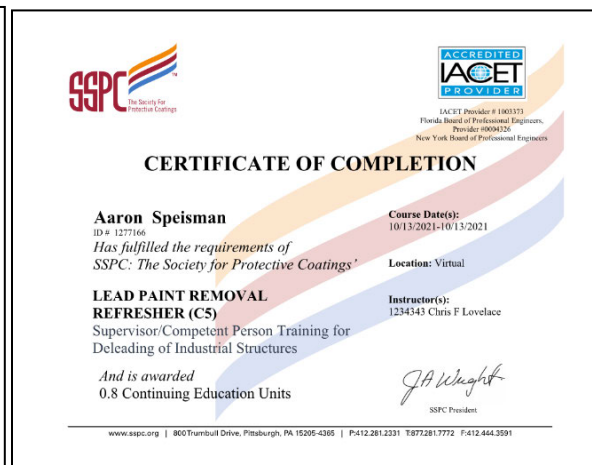 SSPC
TM
The Society for
Protective Coatings
ACCREDITED
IACET
PROVIDER
IACET Provider # 1003373
Florida Board of Professional Engineers,
Provider #0004326
New York Board of Professional Engineers
CERTIFICATE OF COMPLETION
Aaron Speisman
ID # 1277166
Has fulfilled the requirements of
SSPC: The Society for Protective Coatings'
LEAD PAINT REMOVAL
REFRESHER (C5)
Supervisor/Competent Person Training for
Deleading of Industrial Structures
And is awarded
0.8 Continuing Education Units
Course Date(s):
10/13/2021-10/13/2021
Location: Virtual
Instructor(s):
1234343 Chris F Lovelace
JA Wright
SSPC President
www.sspc.org | 800 Trumbull Drive, Pittsburgh, PA 15205-4365 | P:412.281.2331 T:877.281.7772 F:412.444.3591